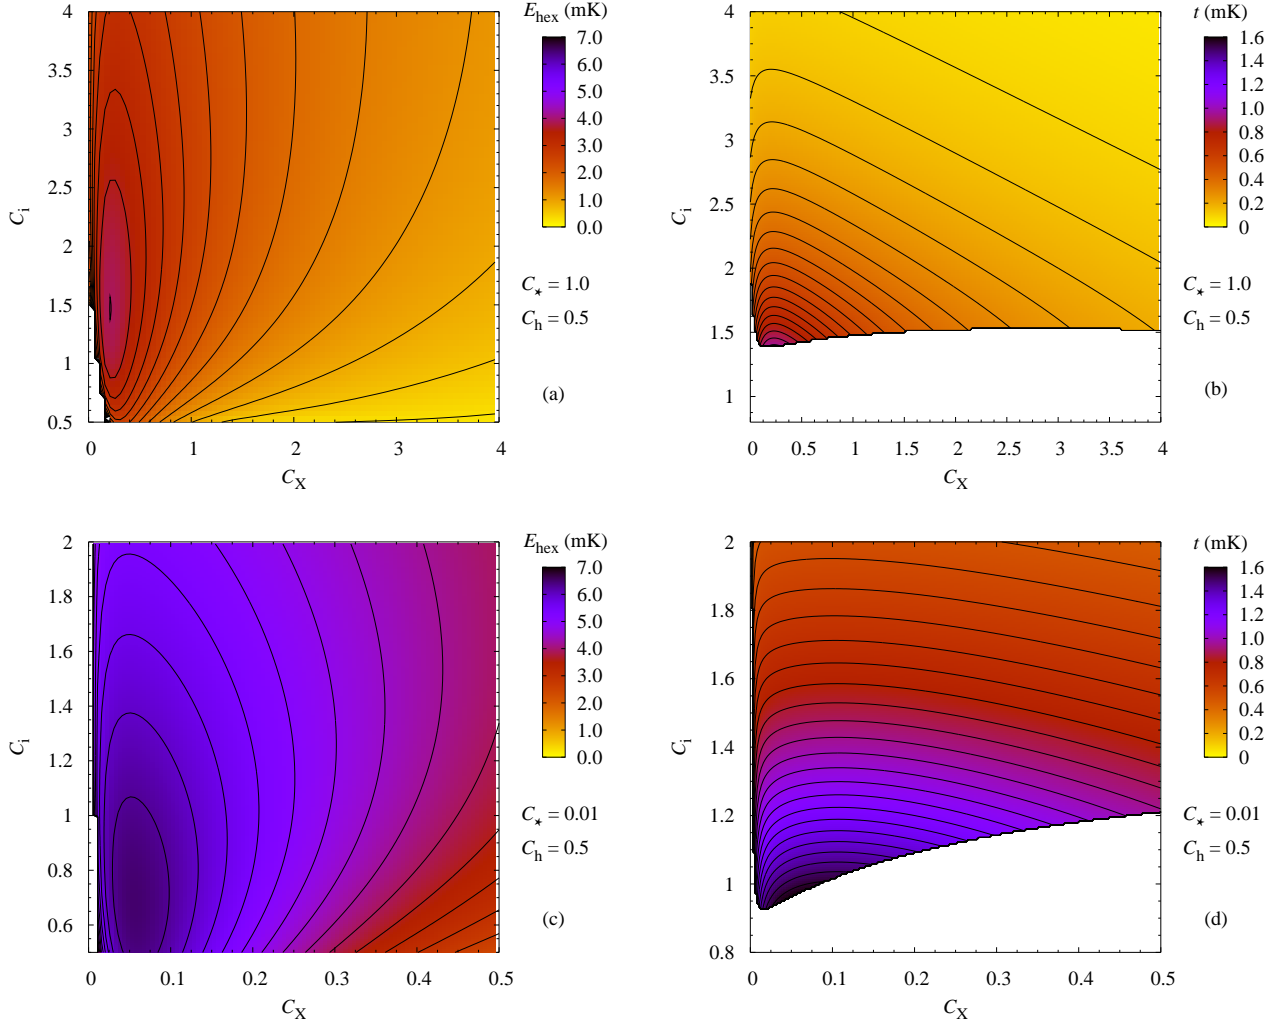 E_hex (mK)
4
3.5
3
2.5
2
1.5
1
0.5
C_i
0 1 2 3 4
C_X
7.0
6.0
5.0
4.0
3.0
2.0
1.0
0.0
C_⋆ = 1.0
C_h = 0.5
(a)
t (mK)
4
3.5
3
2.5
2
1.5
1
C_i
0 0.5 1 1.5 2 2.5 3 3.5 4
C_X
1.6
1.4
1.2
1.0
0.8
0.6
0.4
0.2
0
C_⋆ = 1.0
C_h = 0.5
(b)
E_hex (mK)
2
1.8
1.6
1.4
1.2
1
0.8
0.6
C_i
0 0.1 0.2 0.3 0.4 0.5
C_X
7.0
6.0
5.0
4.0
3.0
2.0
1.0
0.0
C_⋆ = 0.01
C_h = 0.5
(c)
t (mK)
2
1.8
1.6
1.4
1.2
1
0.8
C_i
0 0.1 0.2 0.3 0.4 0.5
C_X
1.6
1.4
1.2
1.0
0.8
0.6
0.4
0.2
0
C_⋆ = 0.01
C_h = 0.5
(d)